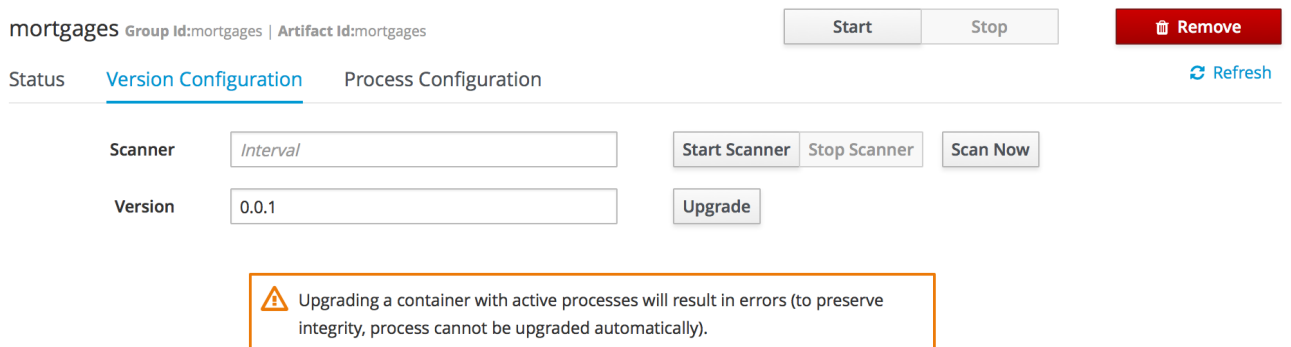 mortgages Group Id:mortgages | Artifact Id:mortgages Start Stop Remove
Status Version Configuration Process Configuration Refresh
Scanner Interval Start Scanner Stop Scanner Scan Now
Version 0.0.1 Upgrade
Upgrading a container with active processes will result in errors (to preserve
integrity, process cannot be upgraded automatically).